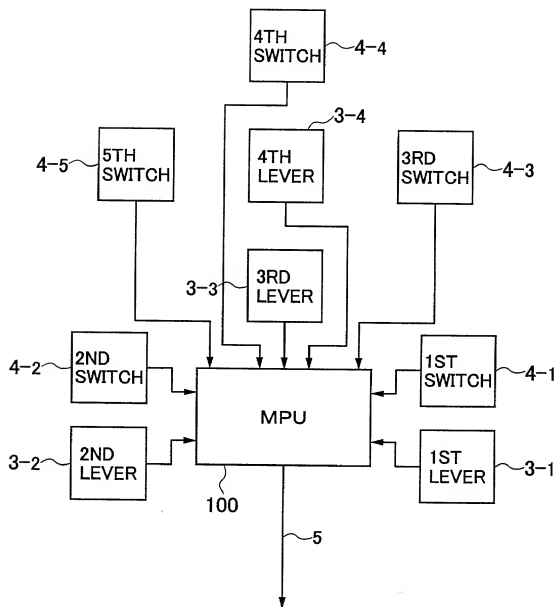 4TH
SWITCH
4-4
3-4
5TH
SWITCH
4-5
4TH
LEVER
3RD
SWITCH
4-3
3-3
3RD
LEVER
4-2
2ND
SWITCH
1ST
SWITCH
4-1
MPU
3-2
2ND
LEVER
1ST
LEVER
3-1
100
5